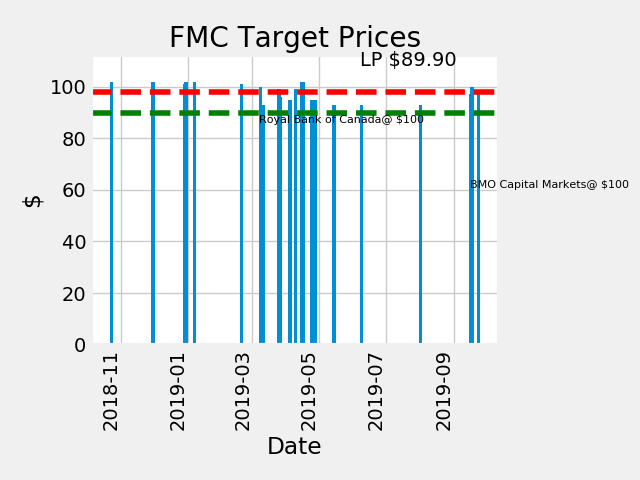 FMC Target Prices
LP $89.90
100
80
60
40
20
0
$
Royal Bank of Canada@ $100
BMO Capital Markets@ $100
2018-11
2019-01
2019-03
2019-05
2019-07
2019-09
Date